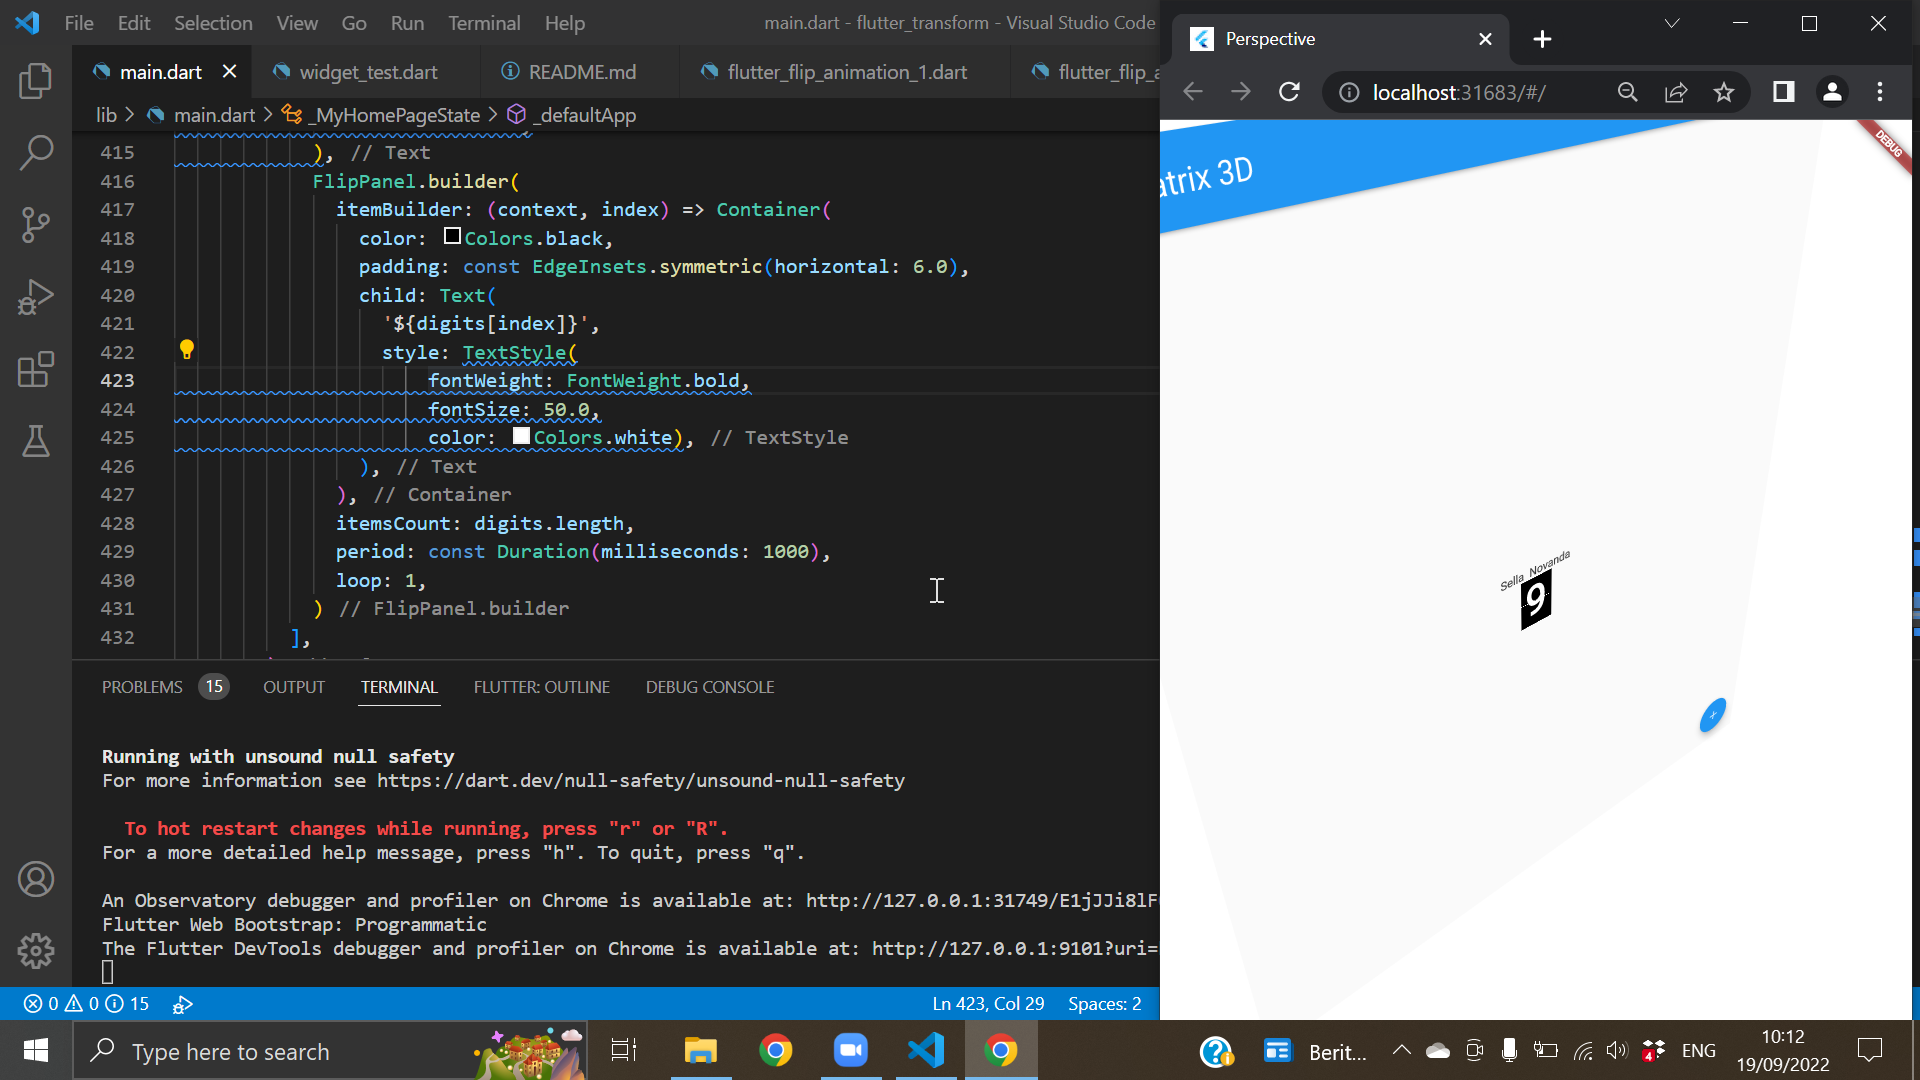 File Edit Selection View Go Run Terminal Help
main.dart - flutter_transform - Visual Studio Code
main.dart
widget_test.dart
README.md
flutter_flip_animation_1.dart
flutter_flip_a
lib > main.dart > _MyHomePageState > _defaultApp
415 ), // Text
416 FlipPanel.builder(
417 itemBuilder: (context, index) => Container(
418 color: Colors.black,
419 padding: const EdgeInsets.symmetric(horizontal: 6.0),
420 child: Text(
421 '${digits[index]}',
422 style: TextStyle(
423 fontWeight: FontWeight.bold,
424 fontSize: 50.0,
425 color: Colors.white), // TextStyle
426 ), // Text
427 ), // Container
428 itemsCount: digits.length,
429 period: const Duration(milliseconds: 1000),
430 loop: 1,
431 ) // FlipPanel.builder
432 ],
PROBLEMS 15 OUTPUT TERMINAL FLUTTER: OUTLINE DEBUG CONSOLE
Running with unsound null safety
For more information see https://dart.dev/null-safety/unsound-null-safety
To hot restart changes while running, press "r" or "R".
For a more detailed help message, press "h". To quit, press "q".
An Observatory debugger and profiler on Chrome is available at: http://127.0.0.1:31749/E1jJJi8lF
Flutter Web Bootstrap: Programmatic
The Flutter DevTools debugger and profiler on Chrome is available at: http://127.0.0.1:9101?uri=
0 0 15
Ln 423, Col 29 Spaces: 2
Perspective
localhost:31683/#/
DEBUG
atrix 3D
Sella Novanda
9
Type here to search
Berit...
4
ENG
10:12
19/09/2022